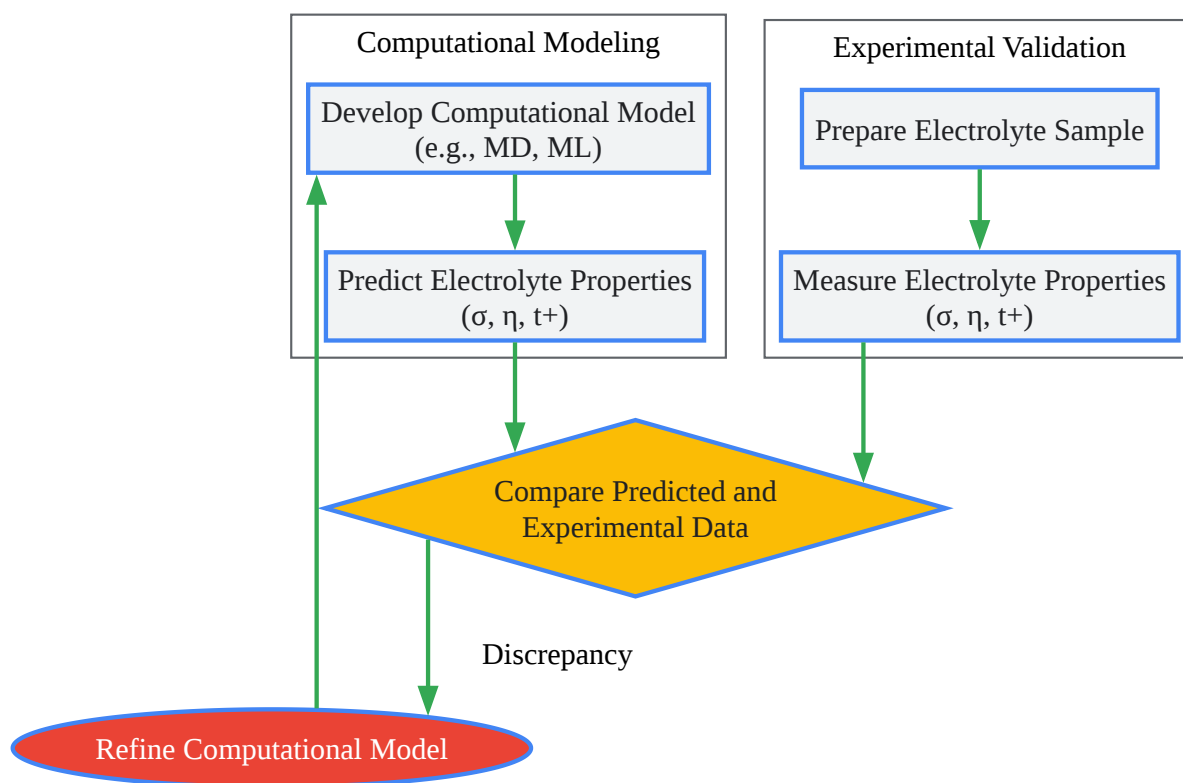 Computational Modeling
Develop Computational Model
(e.g., MD, ML)
Predict Electrolyte Properties
(σ, η, t+)
Experimental Validation
Prepare Electrolyte Sample
Measure Electrolyte Properties
(σ, η, t+)
Compare Predicted and
Experimental Data
Discrepancy
Refine Computational Model